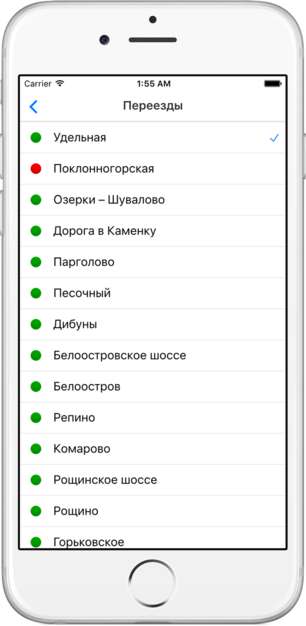 Carrier 1:55 AM
Переезды
Удельная
Поклонногорская
Озерки – Шувалово
Дорога в Каменку
Парголово
Песочный
Дибуны
Белоостровское шоссе
Белоостров
Репино
Комарово
Рощинское шоссе
Рощино
Горьковское